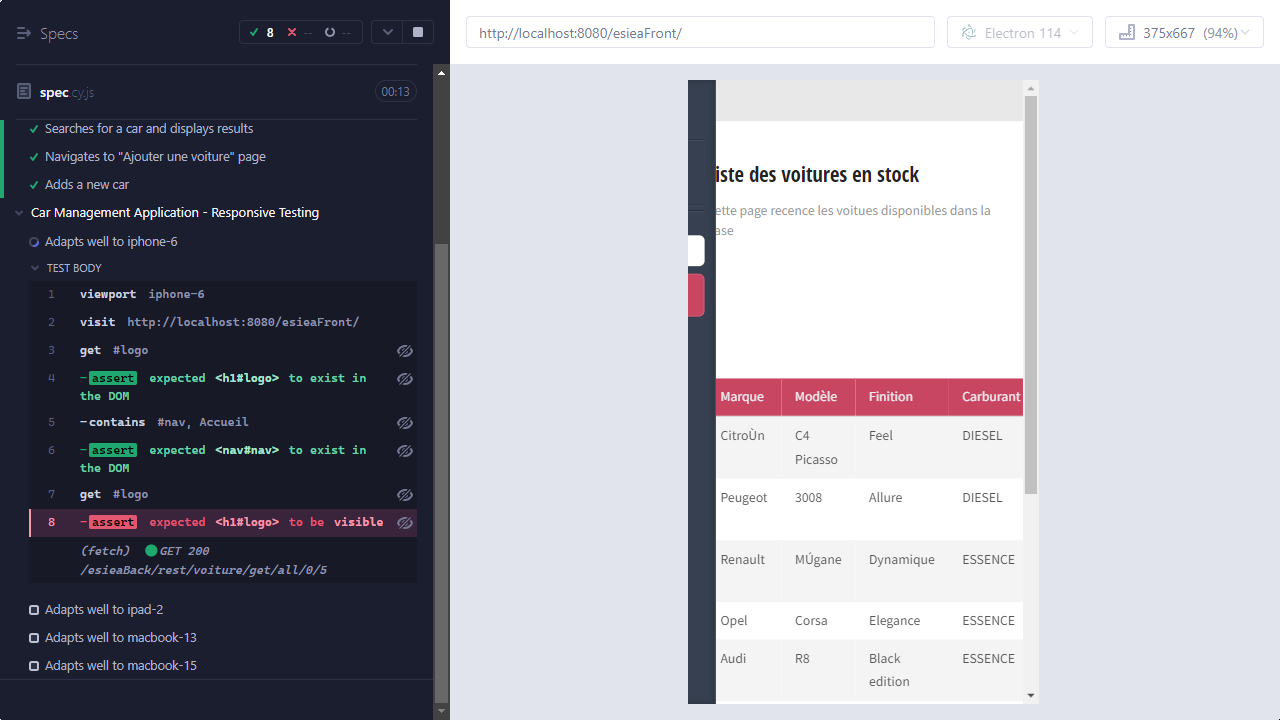 Specs
8 -- --
spec.cy.js
00:13
Searches for a car and displays results
Navigates to "Ajouter une voiture" page
Adds a new car
Car Management Application - Responsive Testing
Adapts well to iphone-6
TEST BODY
1 viewport iphone-6
2 visit http://localhost:8080/esieaFront/
3 get #logo
4 -assert expected <h1#logo> to exist in
the DOM
5 -contains #nav, Accueil
6 -assert expected <nav#nav> to exist in
the DOM
7 get #logo
8 -assert expected <h1#logo> to be visible
(fetch) GET 200
/esieaBack/rest/voiture/get/all/0/5
Adapts well to ipad-2
Adapts well to macbook-13
Adapts well to macbook-15
http://localhost:8080/esieaFront/
Electron 114
375x667 (94%)
iste des voitures en stock
ette page recence les voitues disponibles dans la
ase
Marque Modèle Finition Carburant
CitroÙn C4 Feel DIESEL
Picasso
Peugeot 3008 Allure DIESEL
Renault MÚgane Dynamique ESSENCE
Opel Corsa Elegance ESSENCE
Audi R8 Black ESSENCE
edition